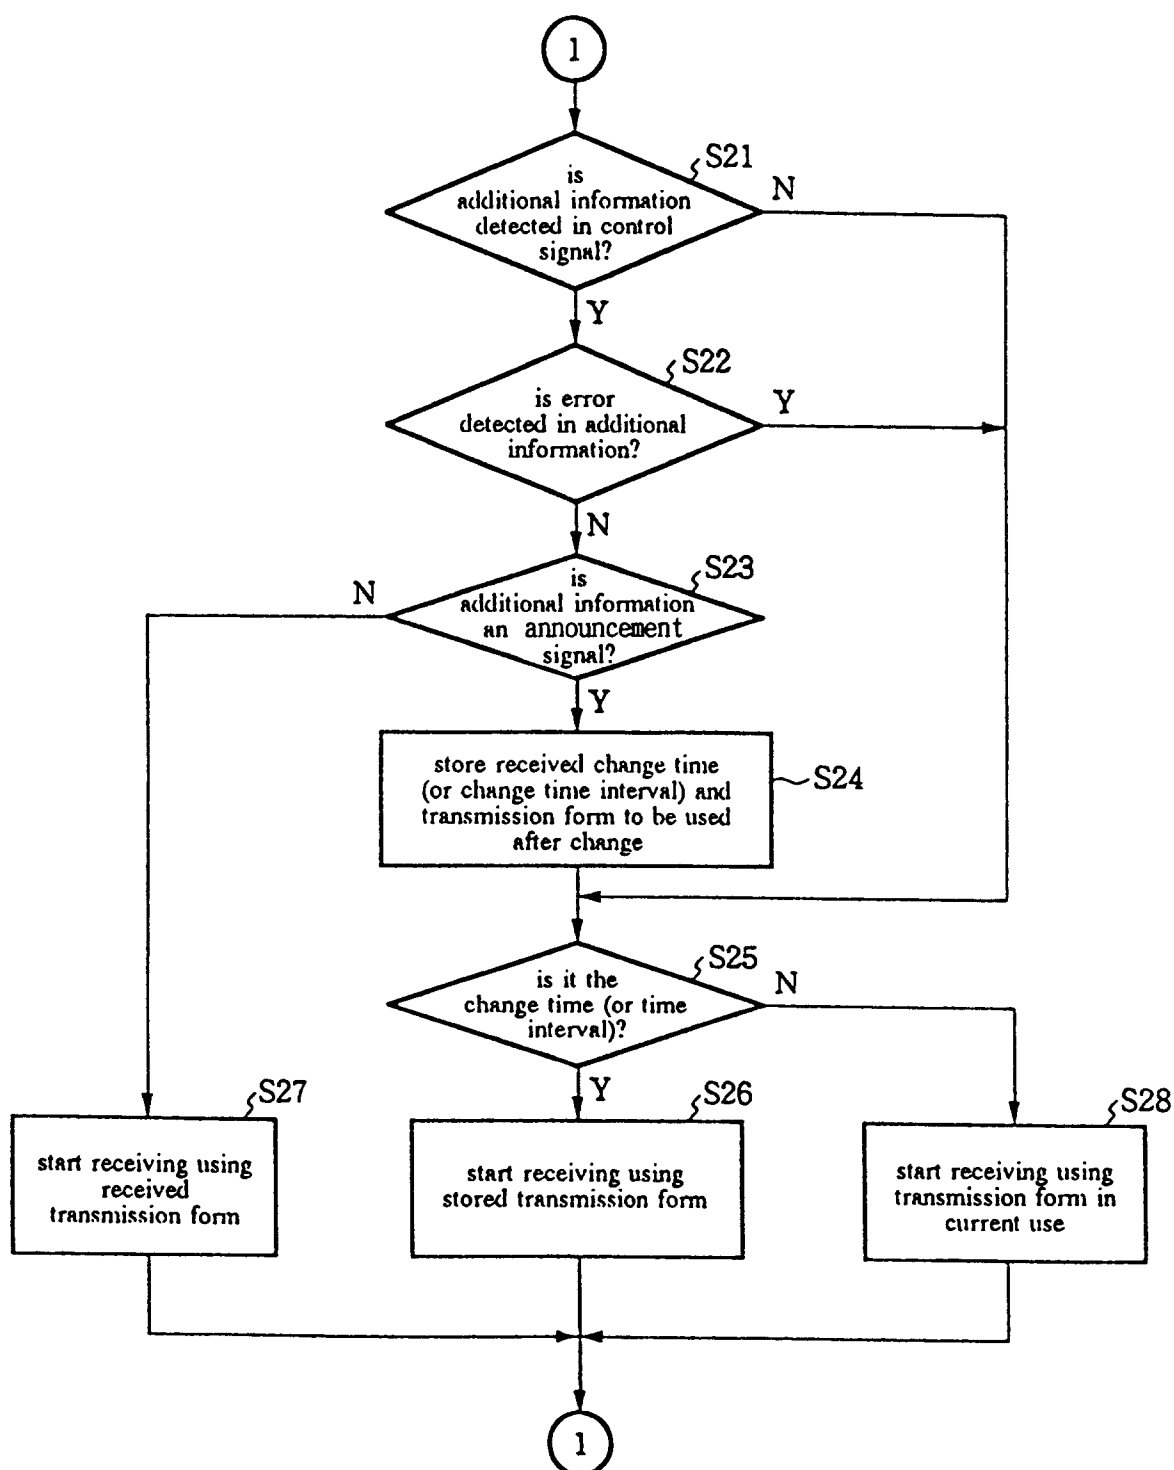 1
S21
is
additional information
detected in control
signal?
N
Y
S22
is error
detected in additional
information?
Y
N
S23
is
additional information
an announcement
signal?
N
Y
store received change time
(or change time interval) and
transmission form to be used
after change
S24
S25
is it the
change time (or time
interval)?
N
Y
S27
start receiving using
received
transmission form
S26
start receiving using
stored transmission form
S28
start receiving using
transmission form in
current use
1